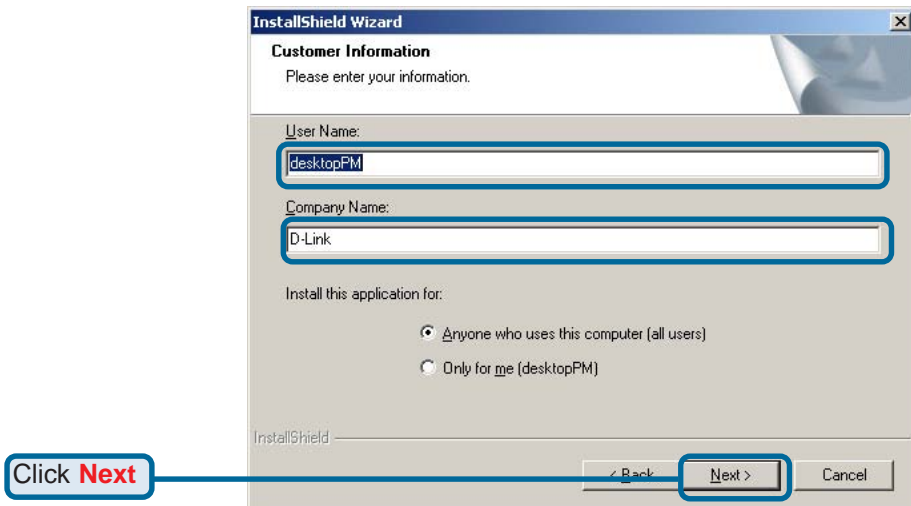 InstallShield Wizard
Customer Information
Please enter your information.
User Name:
desktopPM
Company Name:
D-Link
Install this application for:
Anyone who uses this computer (all users)
Only for me (desktopPM)
InstallShield
Click Next
< Back Next > Cancel